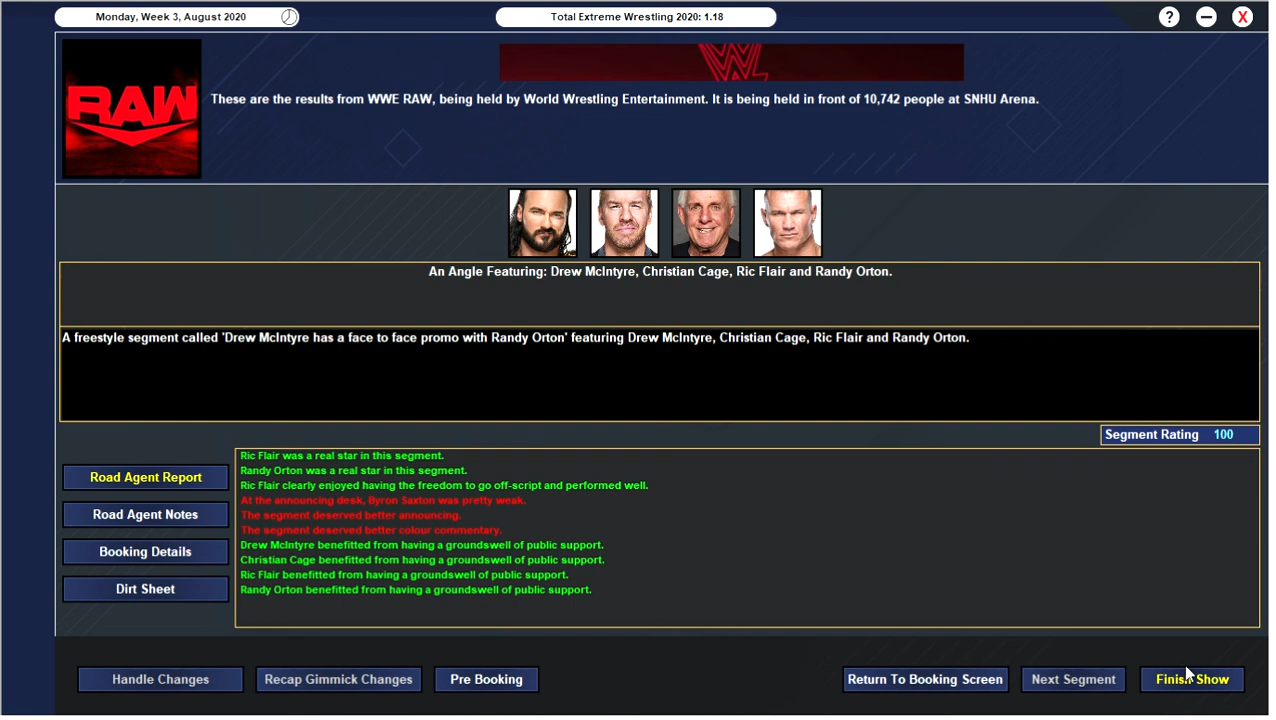 Monday, Week 3, August 2020
Total Extreme Wrestling 2020: 1.18
?
X
RAW
These are the results from WWE RAW, being held by World Wrestling Entertainment. It is being held in front of 10,742 people at SNHU Arena.
An Angle Featuring: Drew McIntyre, Christian Cage, Ric Flair and Randy Orton.
A freestyle segment called 'Drew McIntyre has a face to face promo with Randy Orton' featuring Drew McIntyre, Christian Cage, Ric Flair and Randy Orton.
Segment Rating 100
Road Agent Report
Road Agent Notes
Booking Details
Dirt Sheet
Ric Flair was a real star in this segment.
Randy Orton was a real star in this segment.
Ric Flair clearly enjoyed having the freedom to go off-script and performed well.
At the announcing desk, Byron Saxton was pretty weak.
The segment deserved better announcing.
The segment deserved better colour commentary.
Drew McIntyre benefitted from having a groundswell of public support.
Christian Cage benefitted from having a groundswell of public support.
Ric Flair benefitted from having a groundswell of public support.
Randy Orton benefitted from having a groundswell of public support.
Handle Changes
Recap Gimmick Changes
Pre Booking
Return To Booking Screen
Next Segment
Finish Show